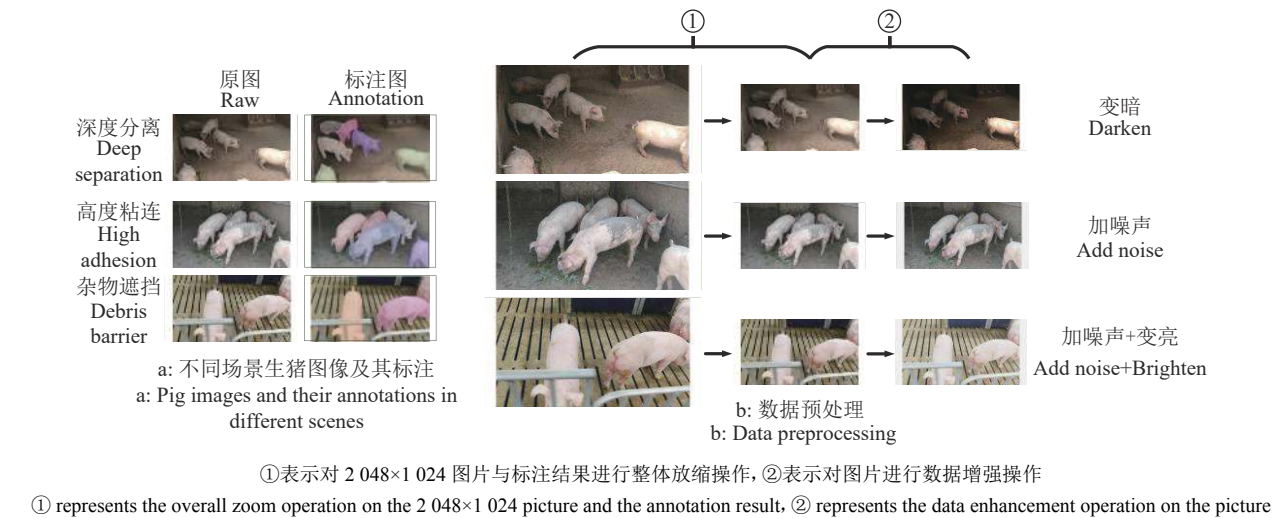 ① ②
原图 标注图
Raw Annotation
深度分离
Deep
separation
高度粘连
High
adhesion
杂物遮挡
Debris
barrier
a: 不同场景生猪图像及其标注
a: Pig images and their annotations in
different scenes
变暗
Darken
加噪声
Add noise
加噪声+变亮
Add noise+Brighten
b: 数据预处理
b: Data preprocessing
①表示对 2 048×1 024 图片与标注结果进行整体放缩操作, ②表示对图片进行数据增强操作
① represents the overall zoom operation on the 2 048×1 024 picture and the annotation result, ② represents the data enhancement operation on the picture